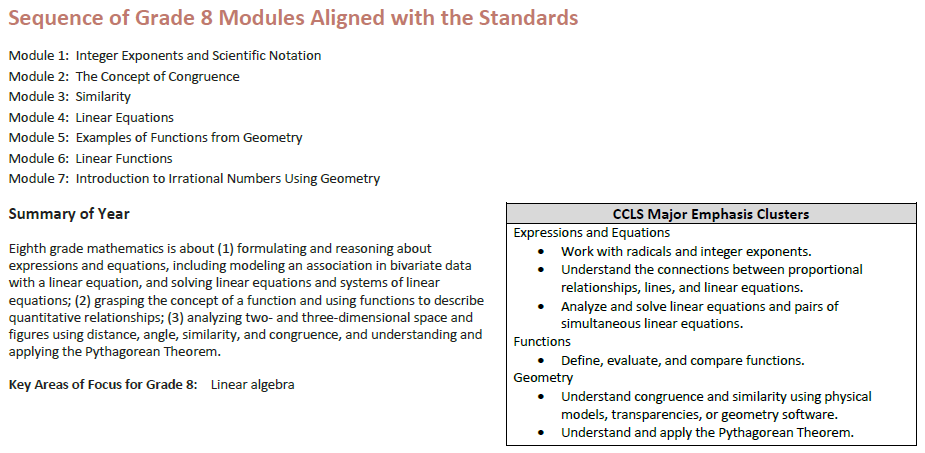 Sequence of Grade 8 Modules Aligned with the Standards
Module 1: Integer Exponents and Scientific Notation
Module 2: The Concept of Congruence
Module 3: Similarity
Module 4: Linear Equations
Module 5: Examples of Functions from Geometry
Module 6: Linear Functions
Module 7: Introduction to Irrational Numbers Using Geometry
Summary of Year
Eighth grade mathematics is about (1) formulating and reasoning about
expressions and equations, including modeling an association in bivariate data
with a linear equation, and solving linear equations and systems of linear
equations; (2) grasping the concept of a function and using functions to describe
quantitative relationships; (3) analyzing two- and three-dimensional space and
figures using distance, angle, similarity, and congruence, and understanding and
applying the Pythagorean Theorem.
Key Areas of Focus for Grade 8: Linear algebra
CCLS Major Emphasis Clusters
Expressions and Equations
• Work with radicals and integer exponents.
• Understand the connections between proportional
relationships, lines, and linear equations.
• Analyze and solve linear equations and pairs of
simultaneous linear equations.
Functions
• Define, evaluate, and compare functions.
Geometry
• Understand congruence and similarity using physical
models, transparencies, or geometry software.
• Understand and apply the Pythagorean Theorem.